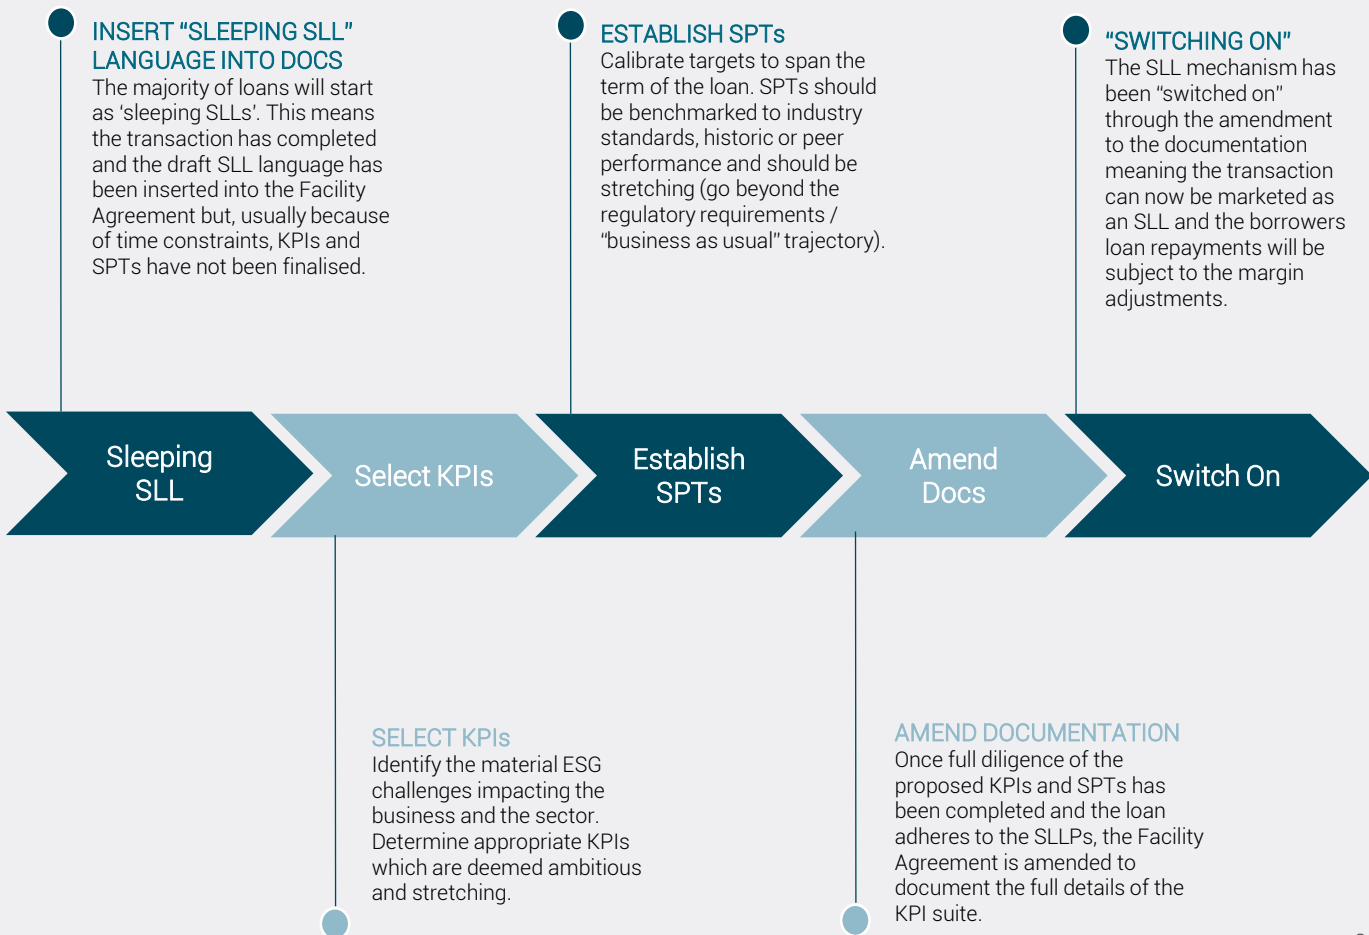 INSERT “SLEEPING SLL”
LANGUAGE INTO DOCS
The majority of loans will start
as ‘sleeping SLLs’. This means
the transaction has completed
and the draft SLL language has
been inserted into the Facility
Agreement but, usually because
of time constraints, KPIs and
SPTs have not been finalised.
ESTABLISH SPTs
Calibrate targets to span the
term of the loan. SPTs should
be benchmarked to industry
standards, historic or peer
performance and should be
stretching (go beyond the
regulatory requirements /
“business as usual” trajectory).
“SWITCHING ON”
The SLL mechanism has
been “switched on”
through the amendment
to the documentation
meaning the transaction
can now be marketed as
an SLL and the borrowers
loan repayments will be
subject to the margin
adjustments.
Sleeping
SLL
Select KPIs
Establish
SPTs
Amend
Docs
Switch On
SELECT KPIs
Identify the material ESG
challenges impacting the
business and the sector.
Determine appropriate KPIs
which are deemed ambitious
and stretching.
AMEND DOCUMENTATION
Once full diligence of the
proposed KPIs and SPTs has
been completed and the loan
adheres to the SLLPs, the Facility
Agreement is amended to
document the full details of the
KPI suite.